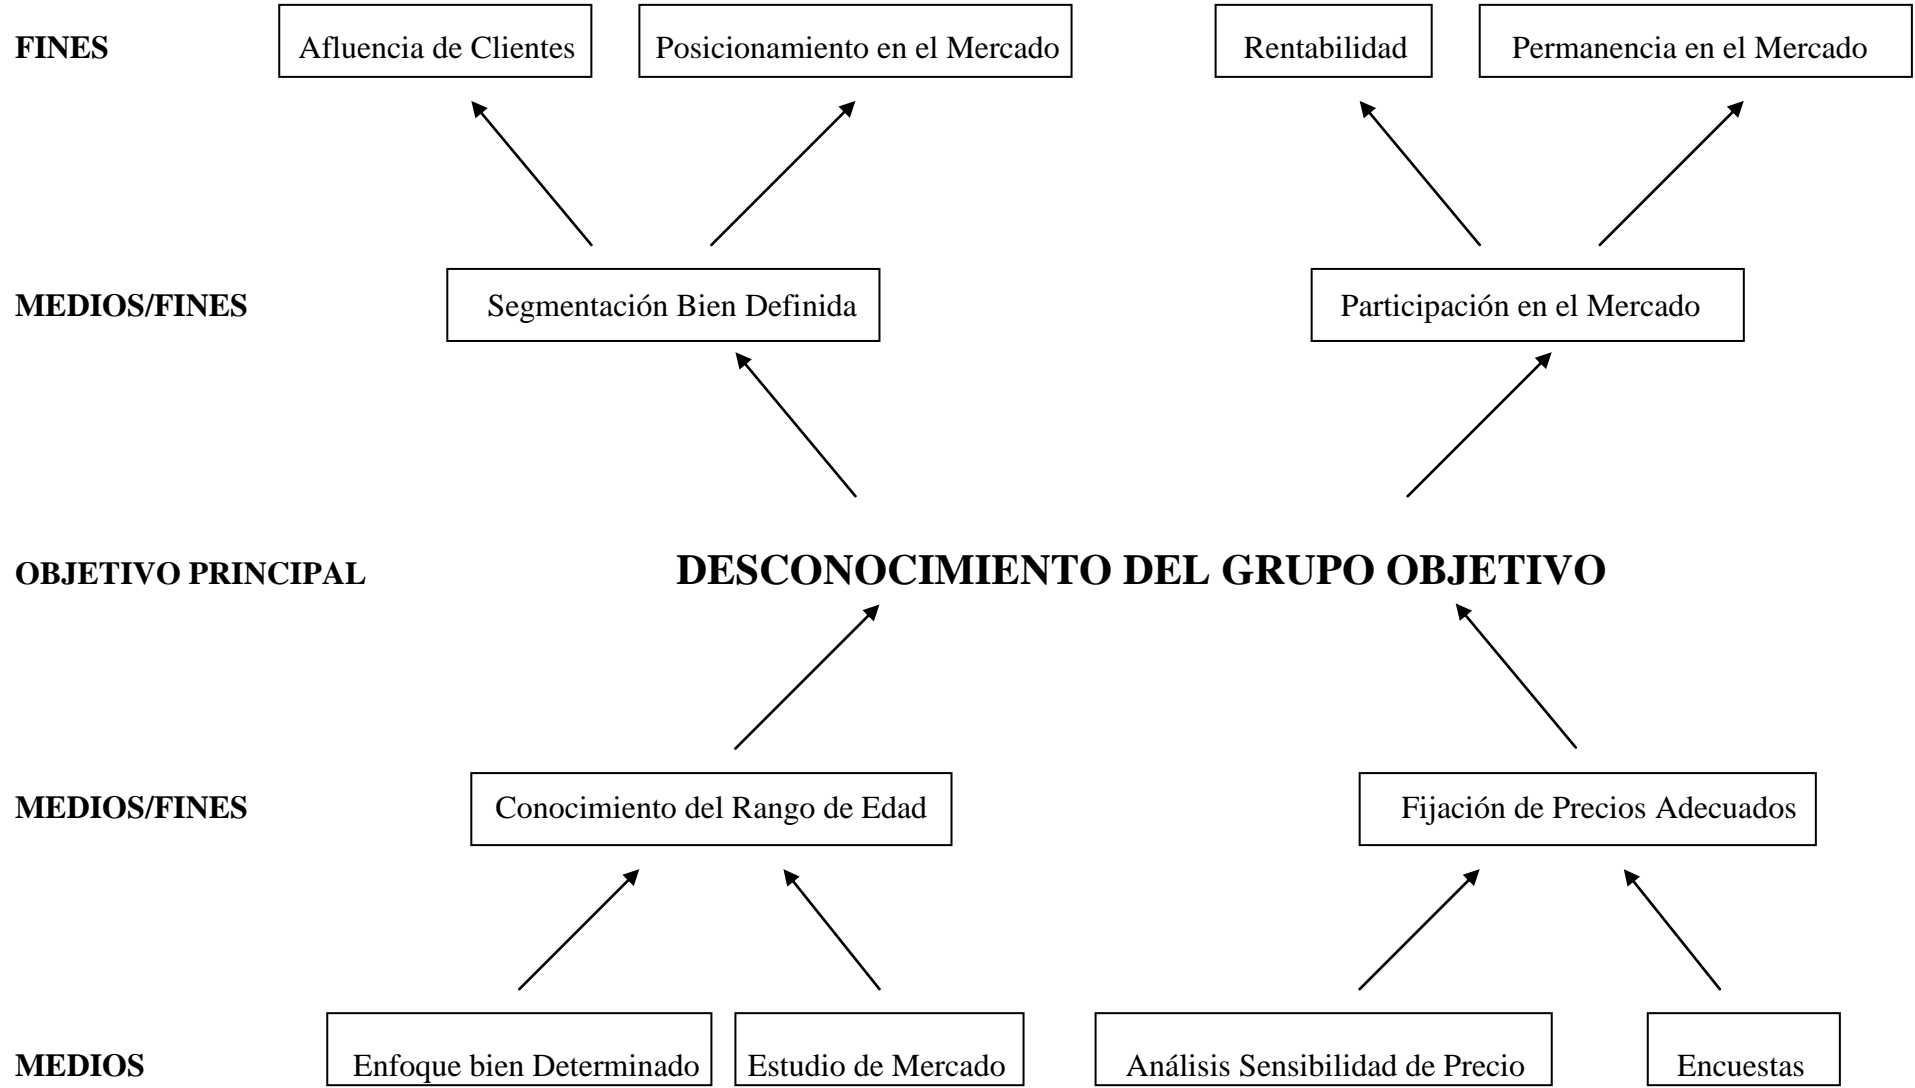 FINES Afluencia de Clientes Posicionamiento en el Mercado Rentabilidad Permanencia en el Mercado
MEDIOS/FINES Segmentación Bien Definida Participación en el Mercado
OBJETIVO PRINCIPAL DESCONOCIMIENTO DEL GRUPO OBJETIVO
MEDIOS/FINES Conocimiento del Rango de Edad Fijación de Precios Adecuados
MEDIOS Enfoque bien Determinado Estudio de Mercado Análisis Sensibilidad de Precio Encuestas